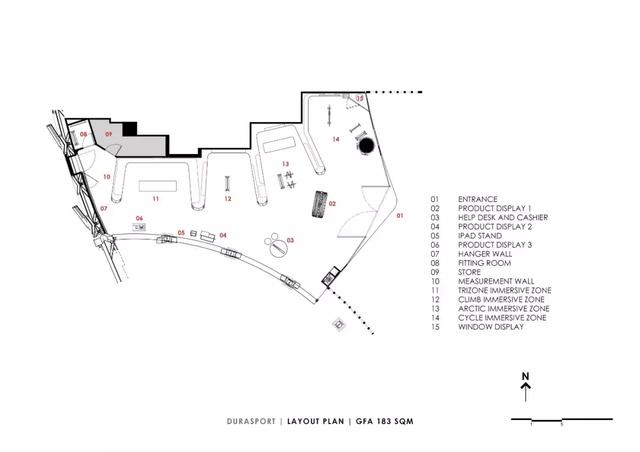 15
08
09
14
13
10
11
12
02
07
01
06
05
04
03
01 ENTRANCE
02 PRODUCT DISPLAY 1
03 HELP DESK AND CASHIER
04 PRODUCT DISPLAY 2
05 IPAD STAND
06 PRODUCT DISPLAY 3
07 HANGER WALL
08 FITTING ROOM
09 STORE
10 MEASUREMENT WALL
11 TRIZONE IMMERSIVE ZONE
12 CLIMB IMMERSIVE ZONE
13 ARCTIC IMMERSIVE ZONE
14 CYCLE IMMERSIVE ZONE
15 WINDOW DISPLAY
N
1 5
DURASPORT | LAYOUT PLAN | GFA 183 SQM